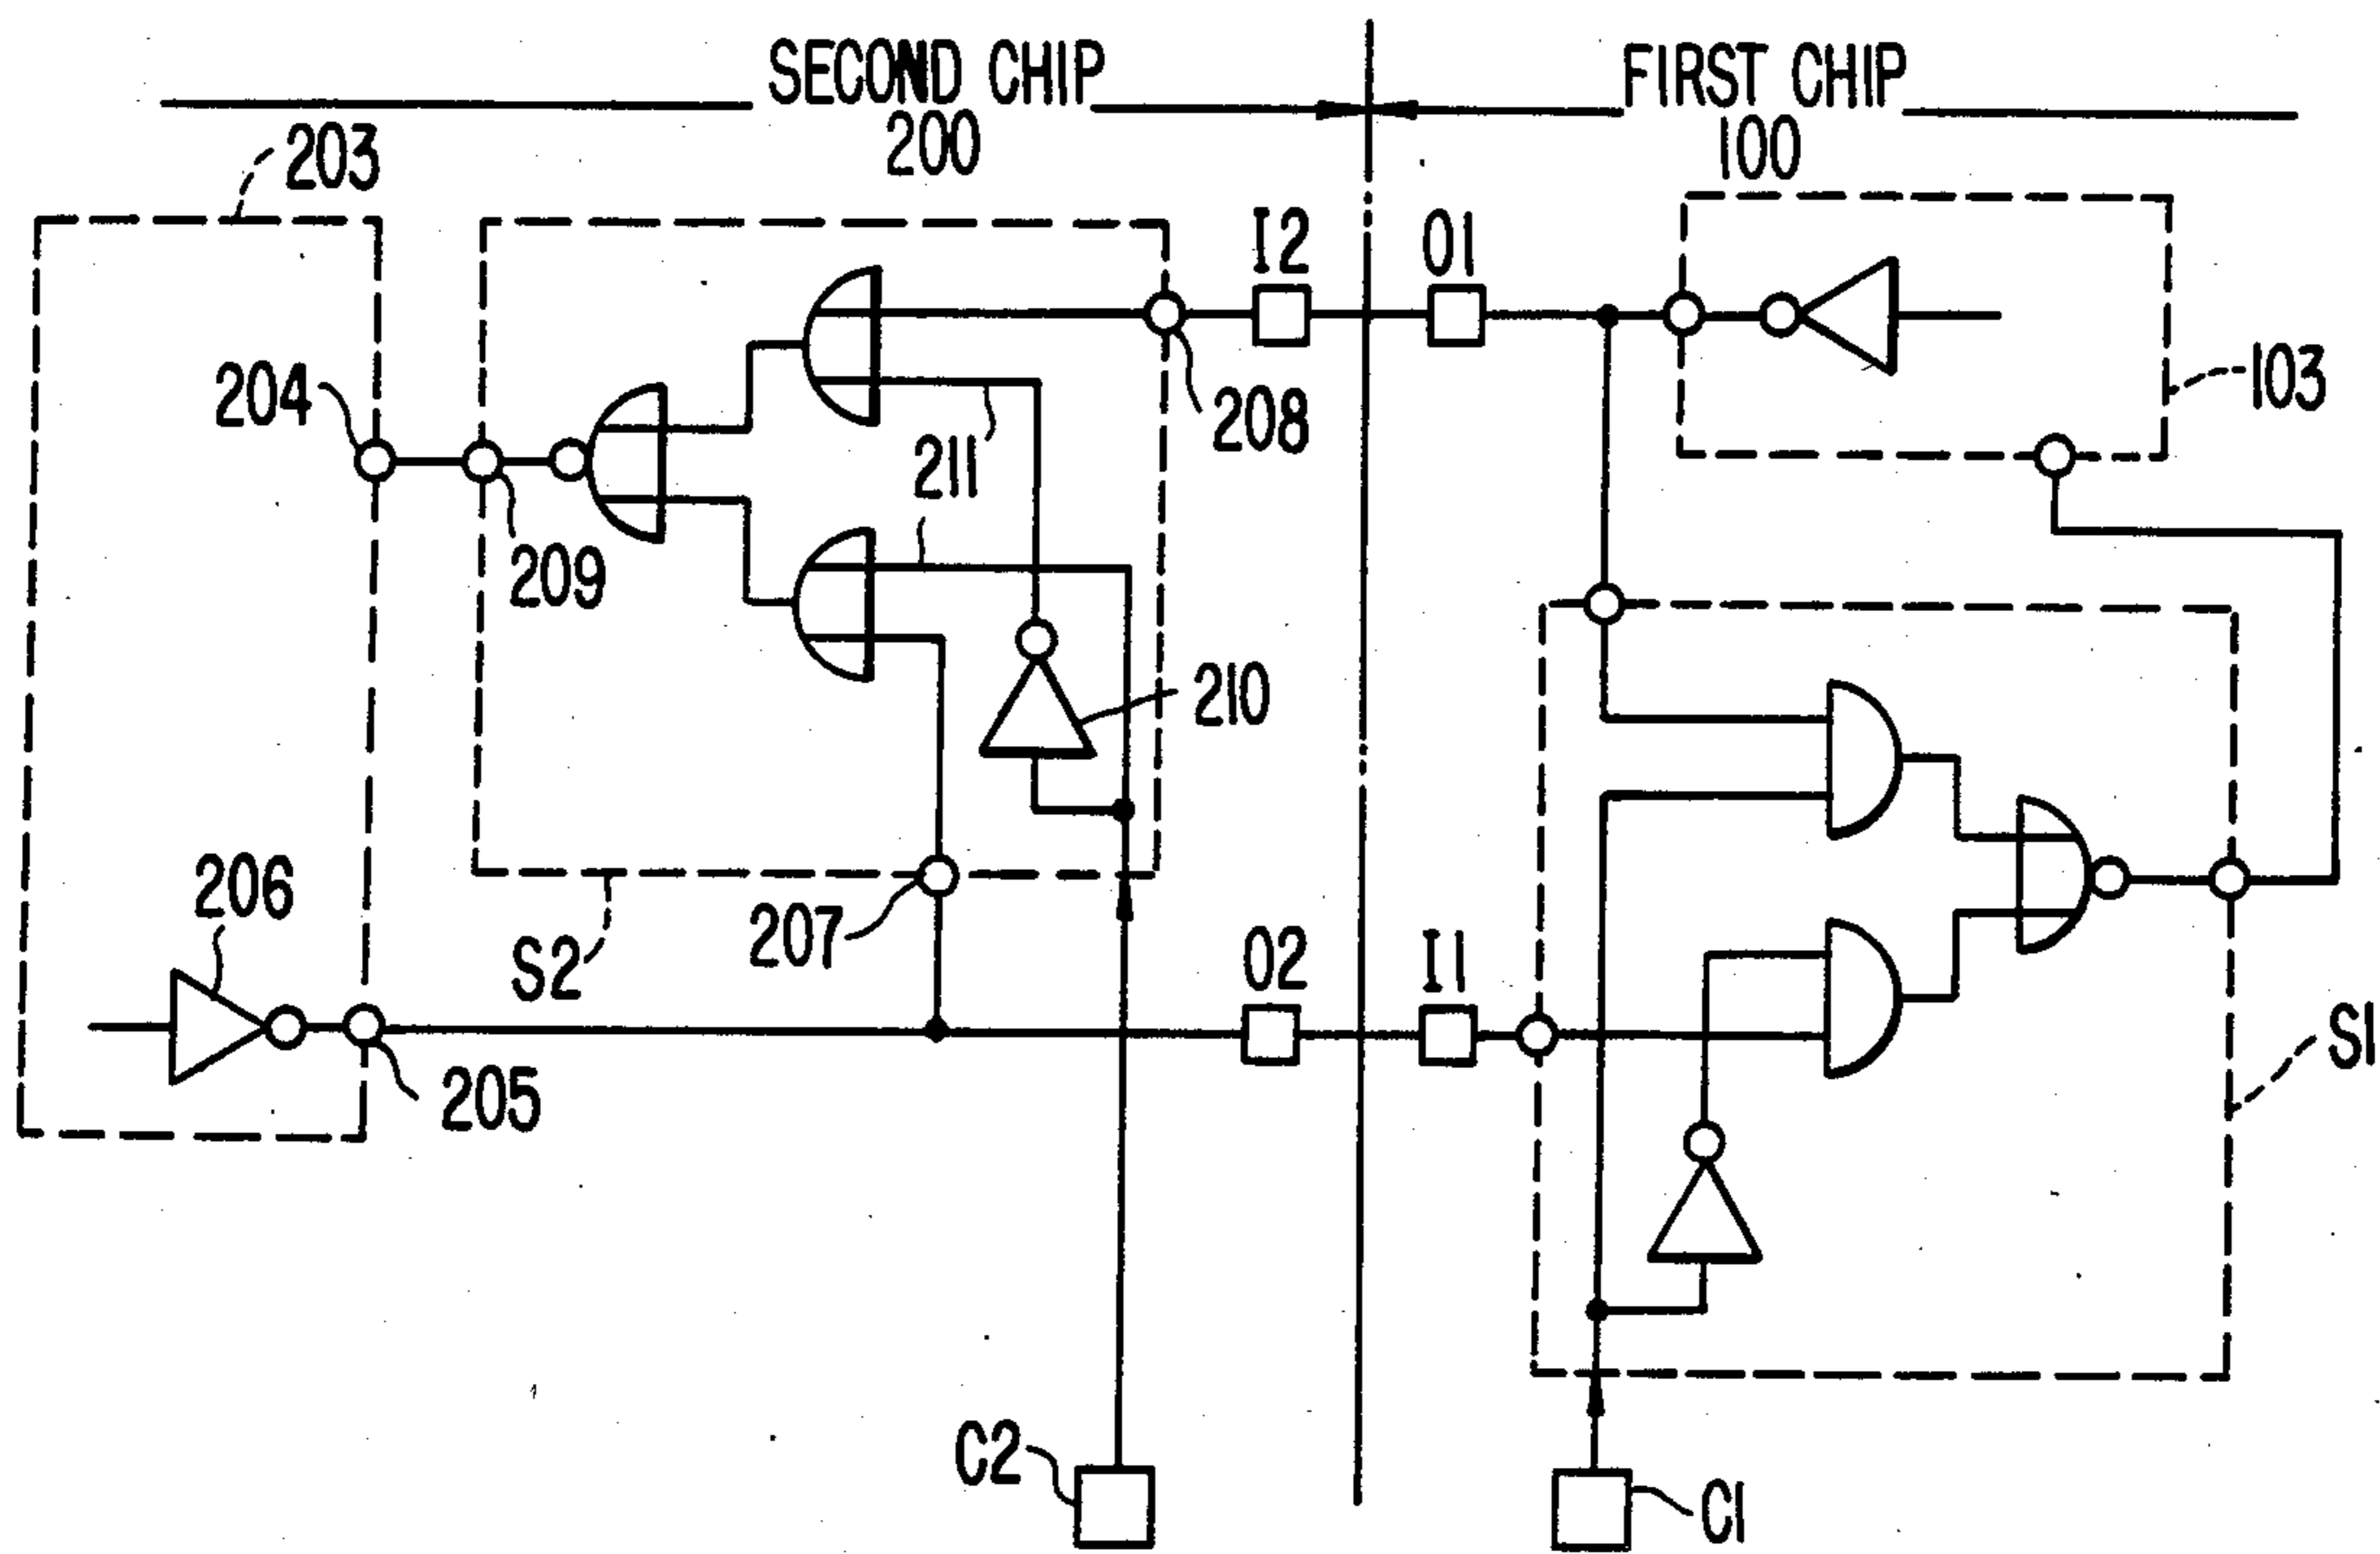 SECOND CHIP
200
FIRST CHIP
100
203
I2
O1
204
208
103
211
209
210
206
S2
207
O2
I1
205
S1
C2
C1